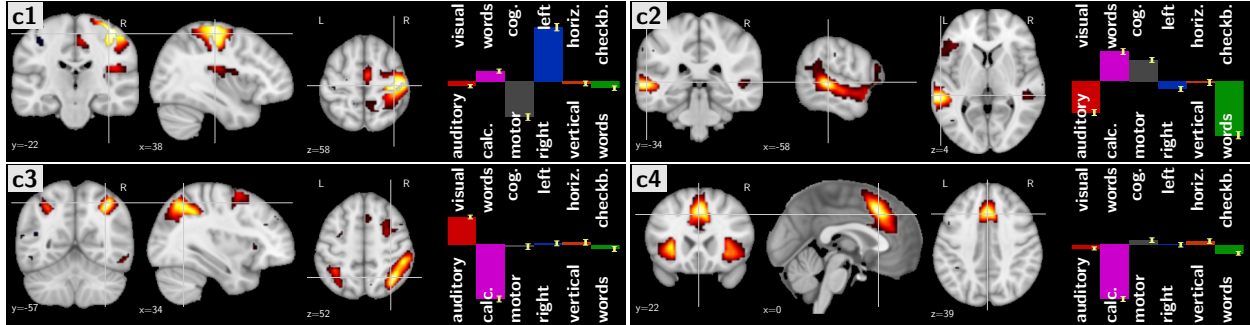 c1
R
L R
y=-22
x=38
z=58
visual words cog. left horiz. checkb.
auditory calc. motor right vertical words
c2
L R
y=-34
x=-58
z=4
visual words cog. left horiz. checkb.
auditory calc. motor right vertical words
c3
R
L R
y=-57
x=34
z=52
visual words cog. left horiz. checkb.
auditory calc. motor right vertical words
c4
R
L R
y=22
x=0
z=39
visual words cog. left horiz. checkb.
auditory calc. motor right vertical words